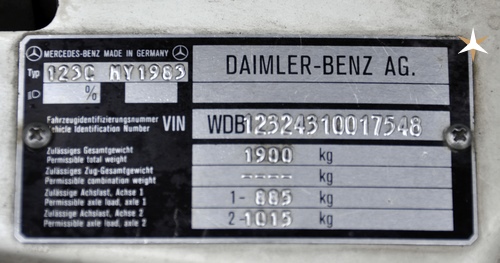 MERCEDES-BENZ MADE IN GERMANY
DAIMLER-BENZ AG.
Typ 123C MY1983
%
Fahrzeugidentifizierungsnummer
Vehicle Identification Number
VIN WDB12324310017548
Zulässiges Gesamtgewicht
Permissible total weight
1900 kg
Zulässiges Zug-Gesamtgewicht
Permissible combination weight
---- kg
Zulässige Achslast, Achse 1
Permissible axle load, axle 1
1- 885 kg
Zulässige Achslast, Achse 2
Permissible axle load, axle 2
2- 1015 kg